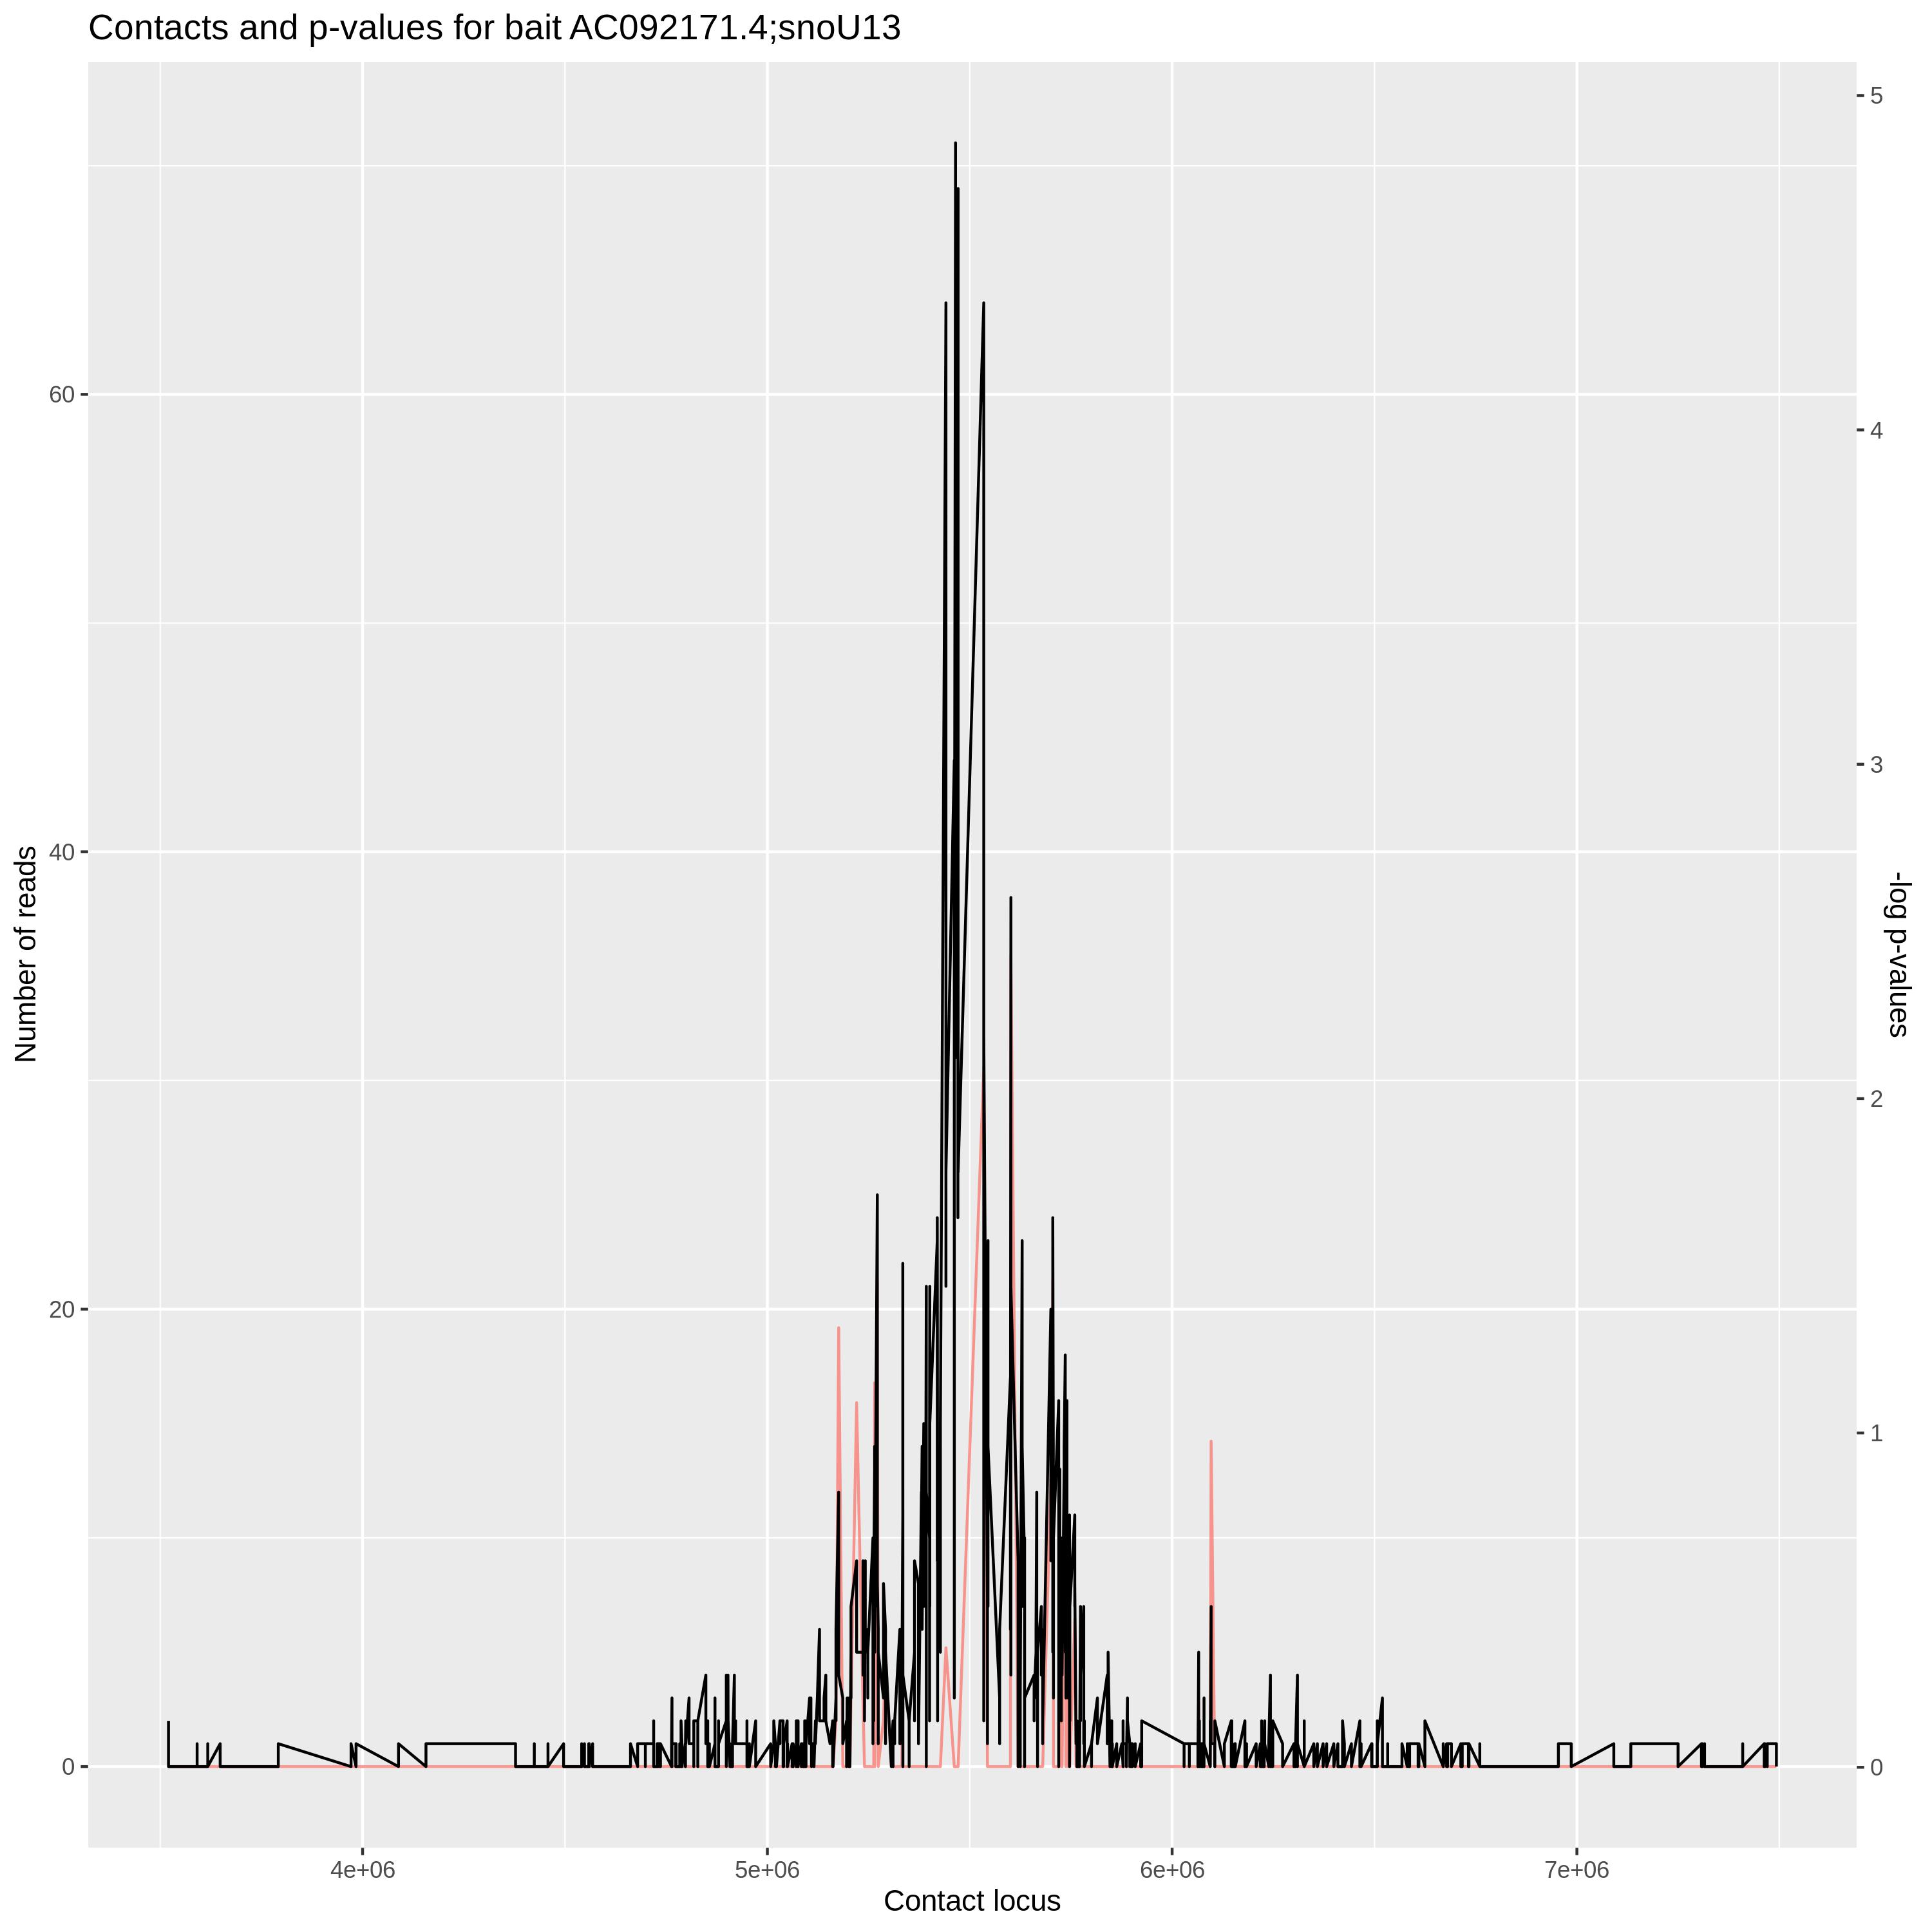 Contacts and p-values for bait AC092171.4;snoU13
5
60
4
3
40
Number of reads
-log p-values
2
20
1
0
0
4e+06
5e+06
6e+06
7e+06
Contact locus